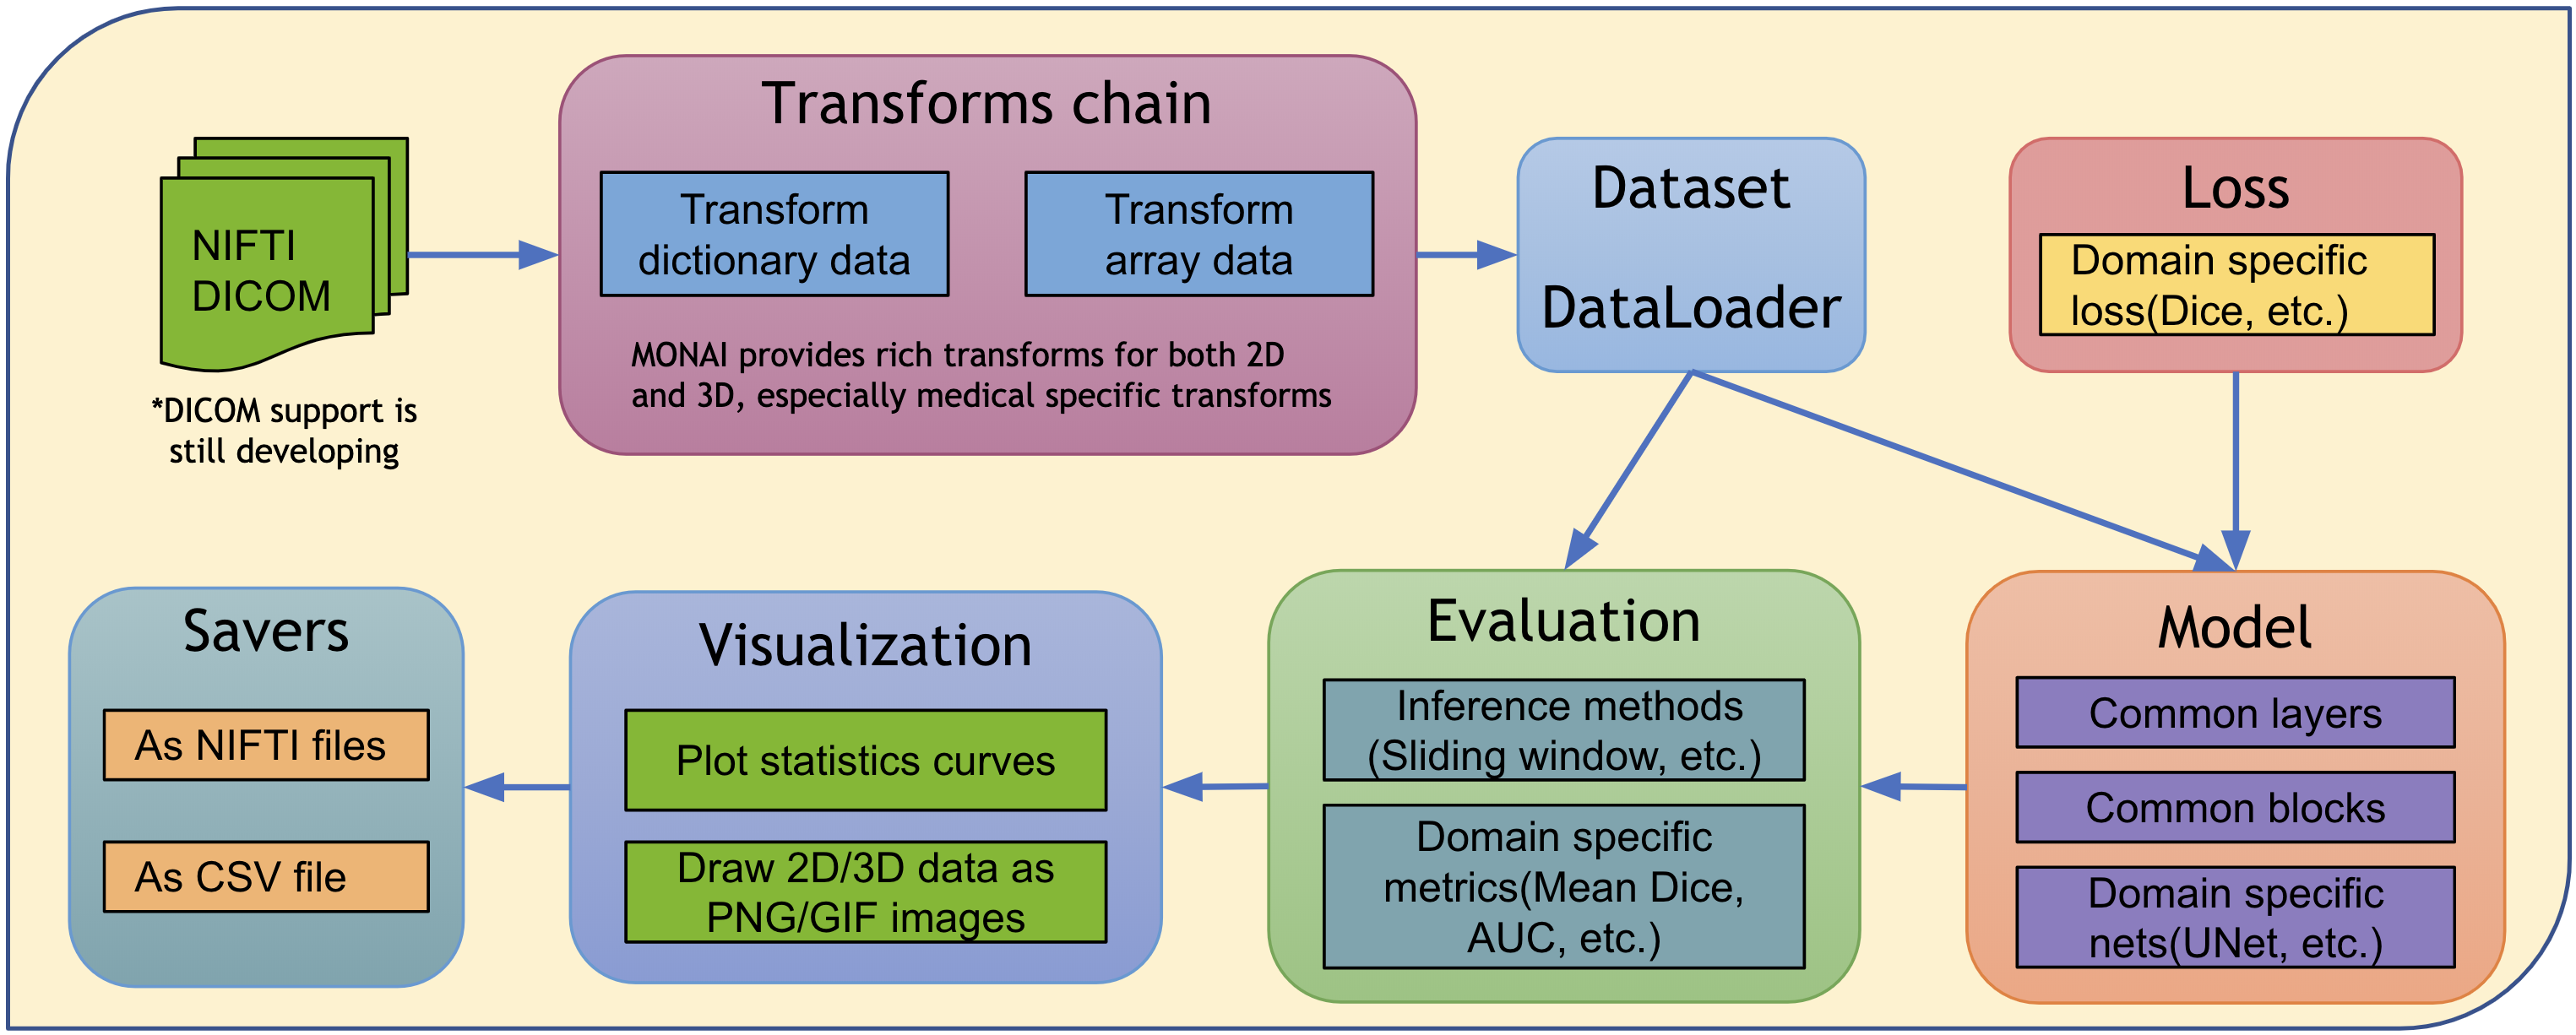 Transforms chain
NIFTI
DICOM
*DICOM support is
still developing
Transform
dictionary data
Transform
array data
MONAI provides rich transforms for both 2D
and 3D, especially medical specific transforms
Dataset
DataLoader
Loss
Domain specific
loss(Dice, etc.)
Savers
As NIFTI files
As CSV file
Visualization
Plot statistics curves
Draw 2D/3D data as
PNG/GIF images
Evaluation
Inference methods
(Sliding window, etc.)
Domain specific
metrics(Mean Dice,
AUC, etc.)
Model
Common layers
Common blocks
Domain specific
nets(UNet, etc.)